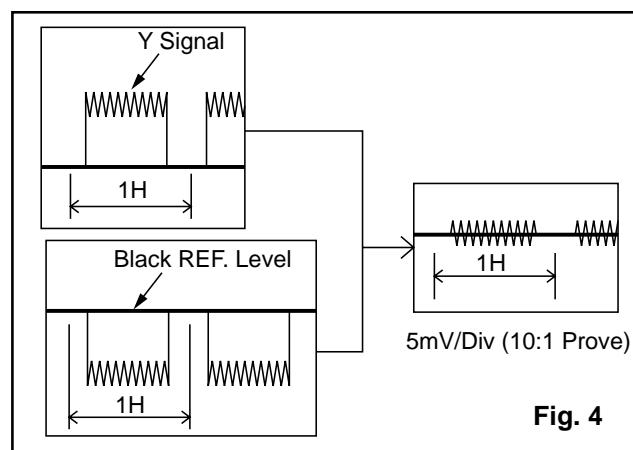 Y Signal
1H
Black REF. Level
1H
1H
5mV/Div (10:1 Prove)
Fig. 4